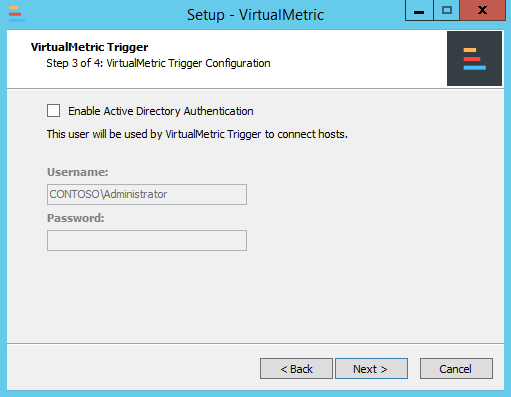 Setup - VirtualMetric
VirtualMetric Trigger
Step 3 of 4: VirtualMetric Trigger Configuration
Enable Active Directory Authentication
This user will be used by VirtualMetric Trigger to connect hosts.
Username:
CONTOSO\Administrator
Password:
< Back Next > Cancel